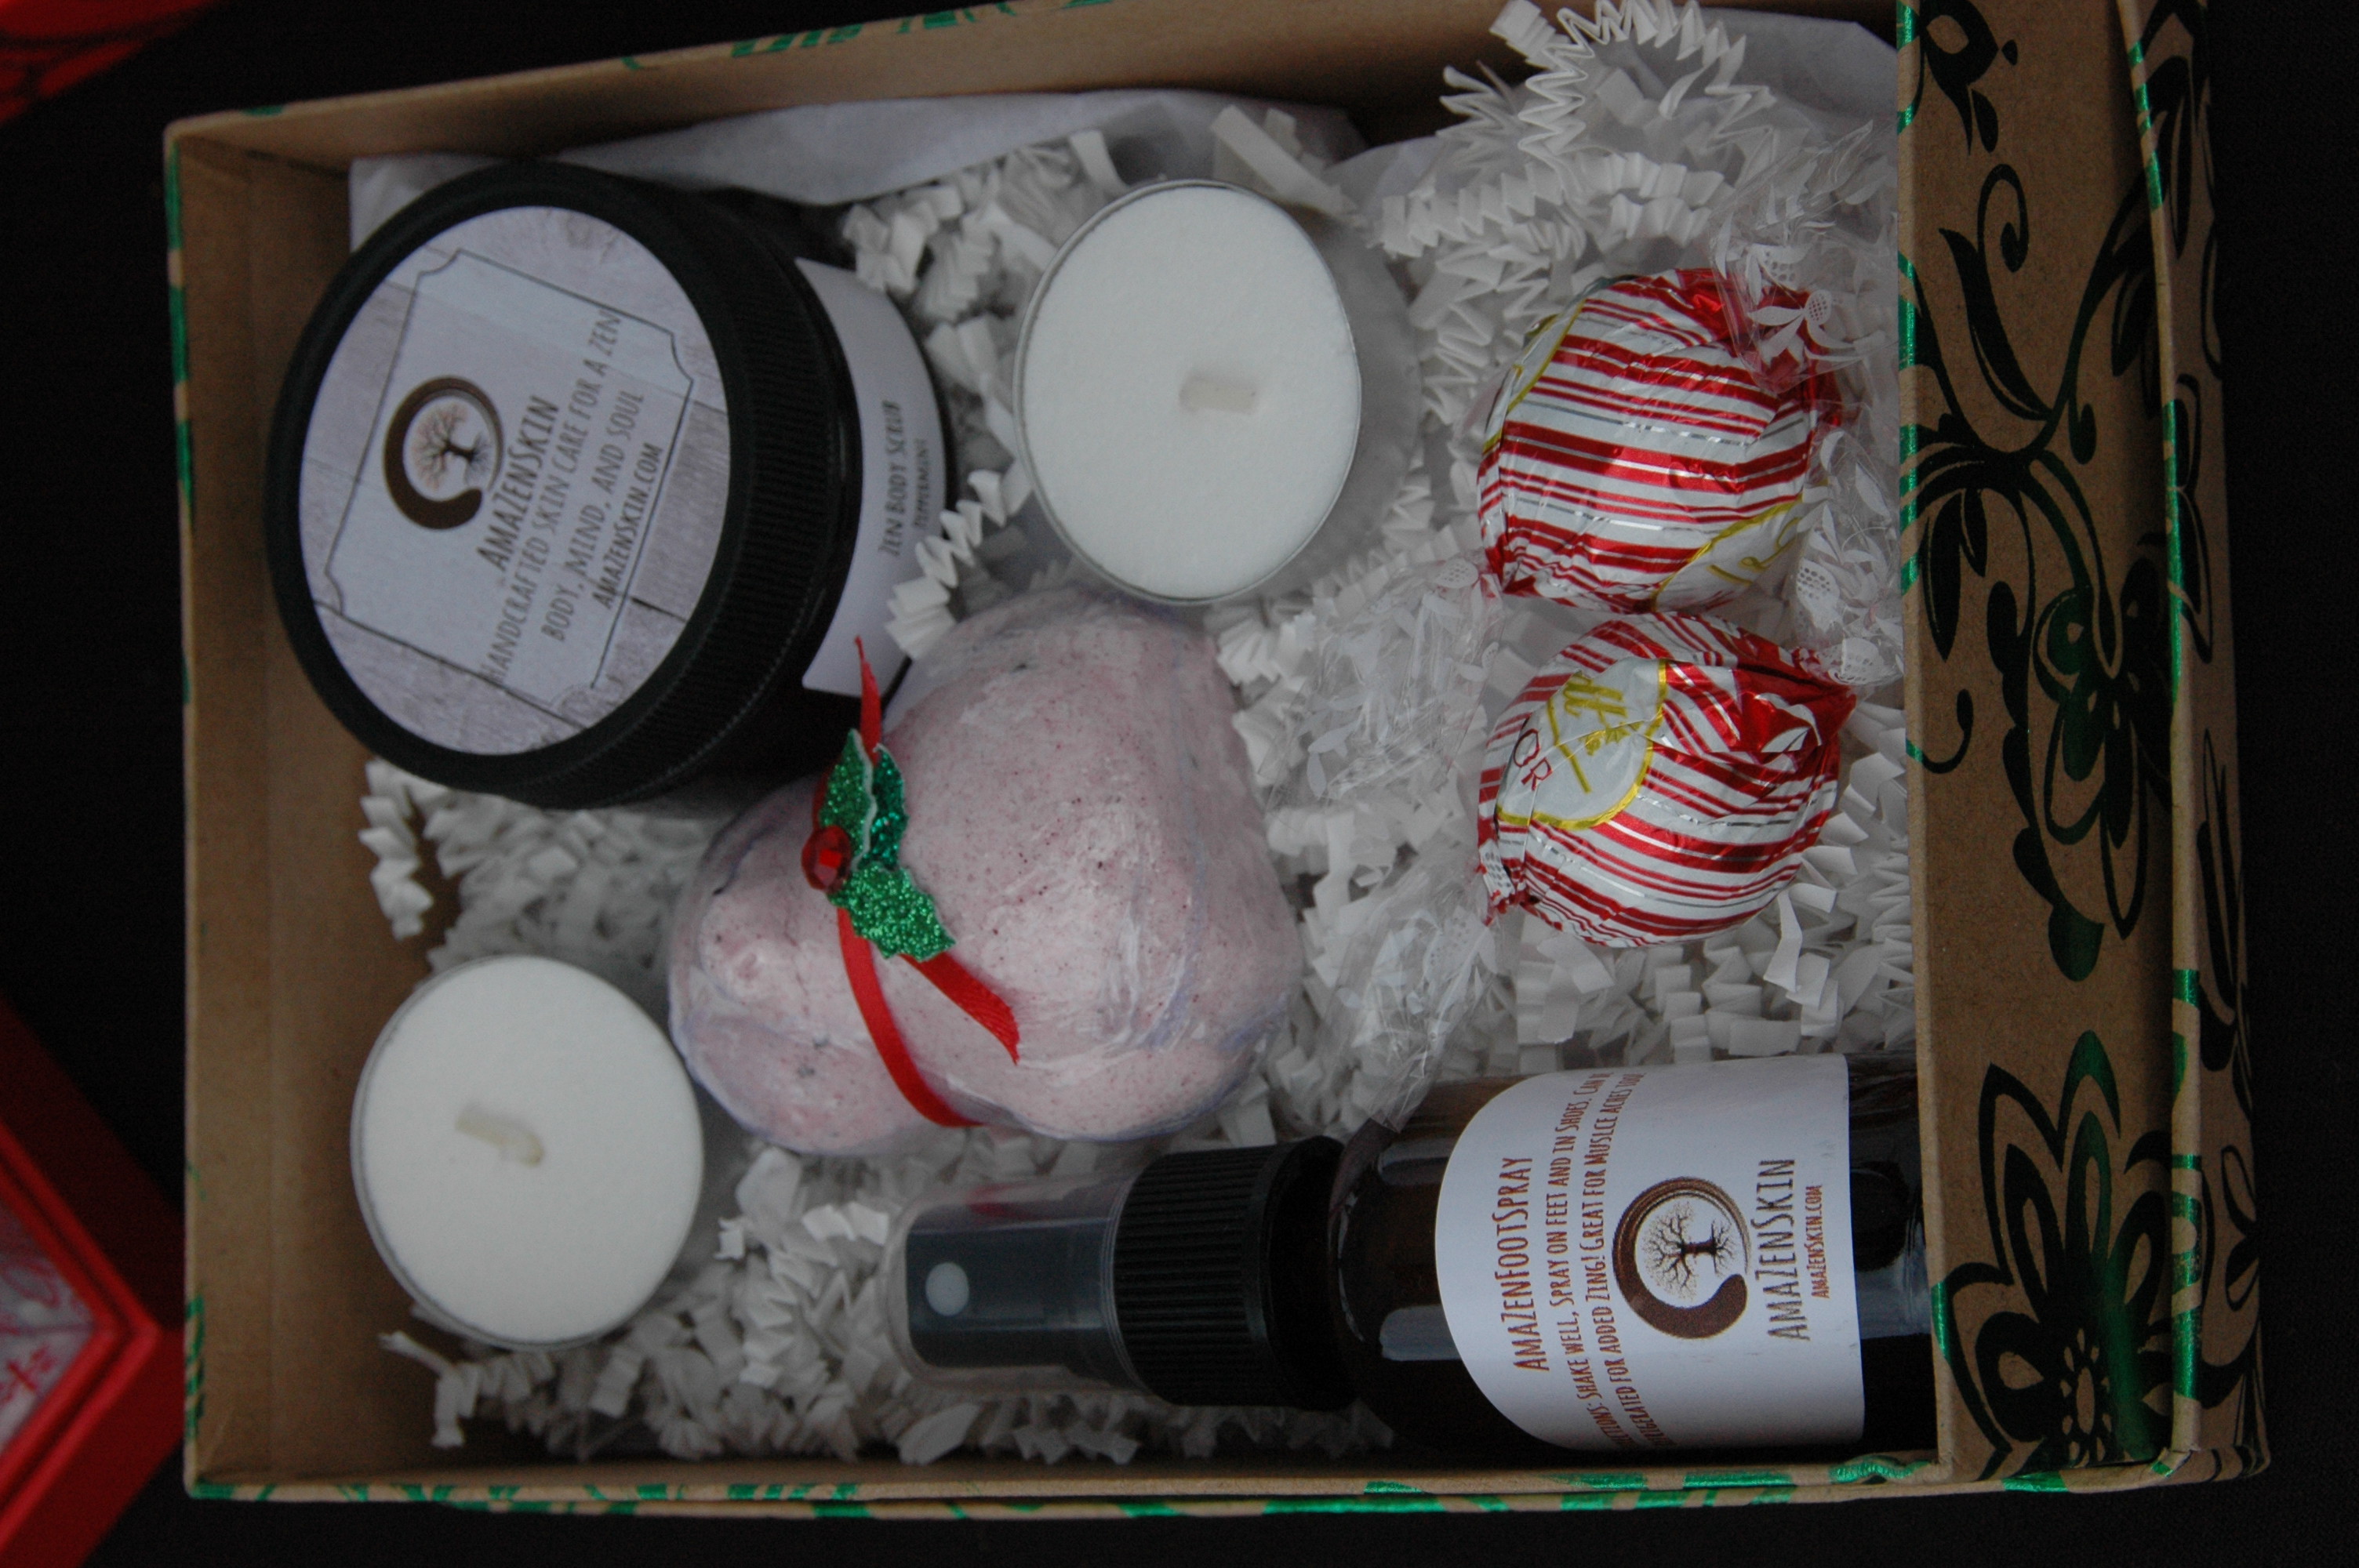 AMAZENSKIN
HANDCRAFTED SKIN CARE FOR A ZEN
BODY, MIND, AND SOUL
AMAZENSKIN.COM
ZEN BODY SCRUB
PEPPERMINT
AMAZENFOOTSPRAY
SHAKE WELL, SPRAY ON FEET AND IN SHOES. CAN
FOR ADDED ZING! GREAT FOR MUSLCE ACHES TOO!
AMAZENSKIN
AMAZENSKIN.COM